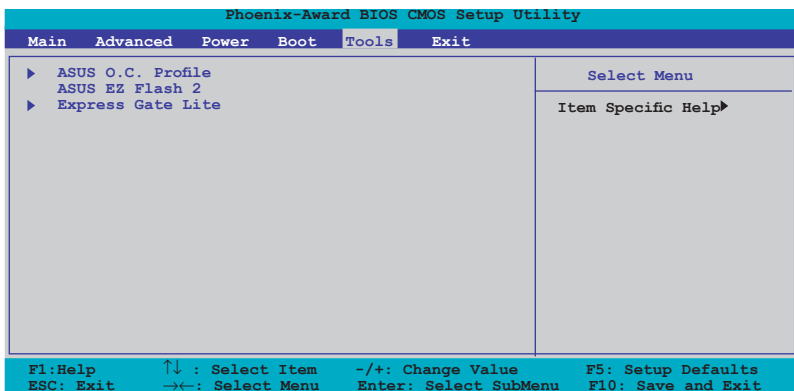 Phoenix-Award BIOS CMOS Setup Utility
Main Advanced Power Boot Tools Exit
ASUS O.C. Profile
ASUS EZ Flash 2
Express Gate Lite
Select Menu
Item Specific Help
F1:Help ↑↓ : Select Item -/+: Change Value F5: Setup Defaults
ESC: Exit →←: Select Menu Enter: Select SubMenu F10: Save and Exit